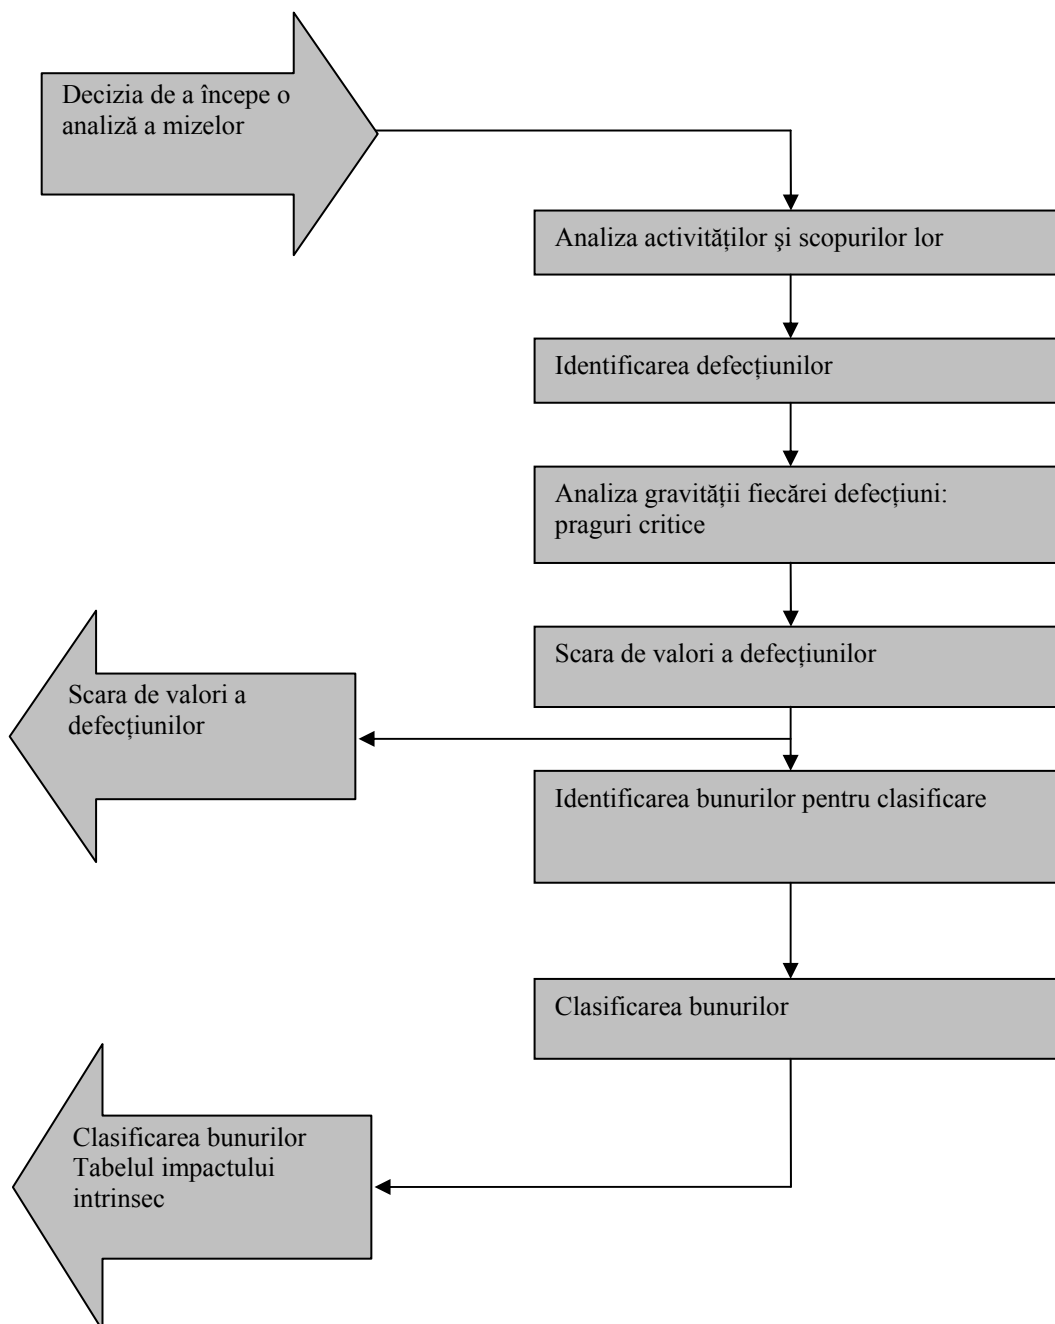 Decizia de a începe o
analiză a mizelor
Analiza activităților şi scopurilor lor
Identificarea defecțiunilor
Analiza gravității fiecărei defecțiuni:
praguri critice
Scara de valori a defecțiunilor
Scara de valori a
defecțiunilor
Identificarea bunurilor pentru clasificare
Clasificarea bunurilor
Clasificarea bunurilor
Tabelul impactului
intrinsec